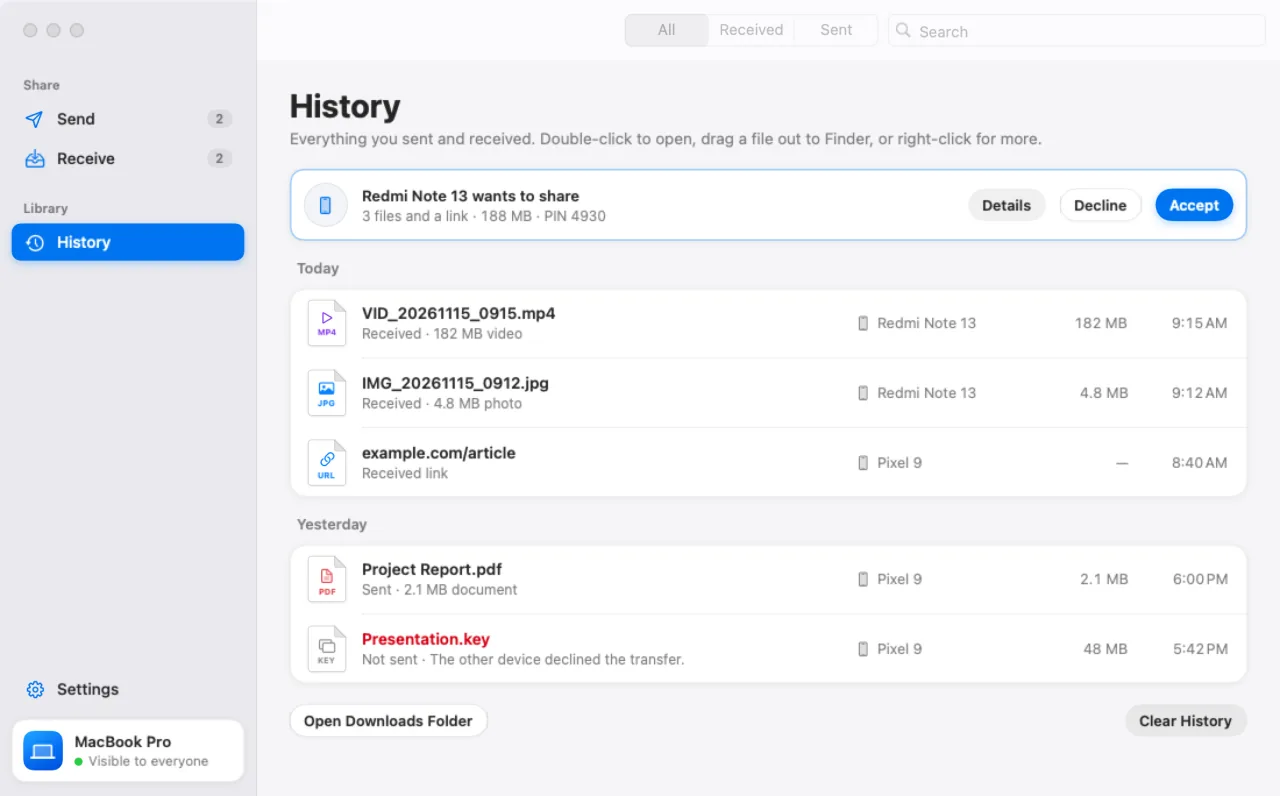 All
Received
Sent
Search
Share
Send
2
Receive
2
Library
History
Settings
MacBook Pro
Visible to everyone
History
Everything you sent and received. Double-click to open, drag a file out to Finder, or right-click for more.
Redmi Note 13 wants to share
3 files and a link · 188 MB · PIN 4930
Details
Decline
Accept
Today
MP4
VID_20261115_0915.mp4
Received · 182 MB video
Redmi Note 13
182 MB
9:15 AM
JPG
IMG_20261115_0912.jpg
Received · 4.8 MB photo
Redmi Note 13
4.8 MB
9:12 AM
URL
example.com/article
Received link
Pixel 9
—
8:40 AM
Yesterday
PDF
Project Report.pdf
Sent · 2.1 MB document
Pixel 9
2.1 MB
6:00 PM
KEY
Presentation.key
Not sent · The other device declined the transfer.
Pixel 9
48 MB
5:42 PM
Open Downloads Folder
Clear History